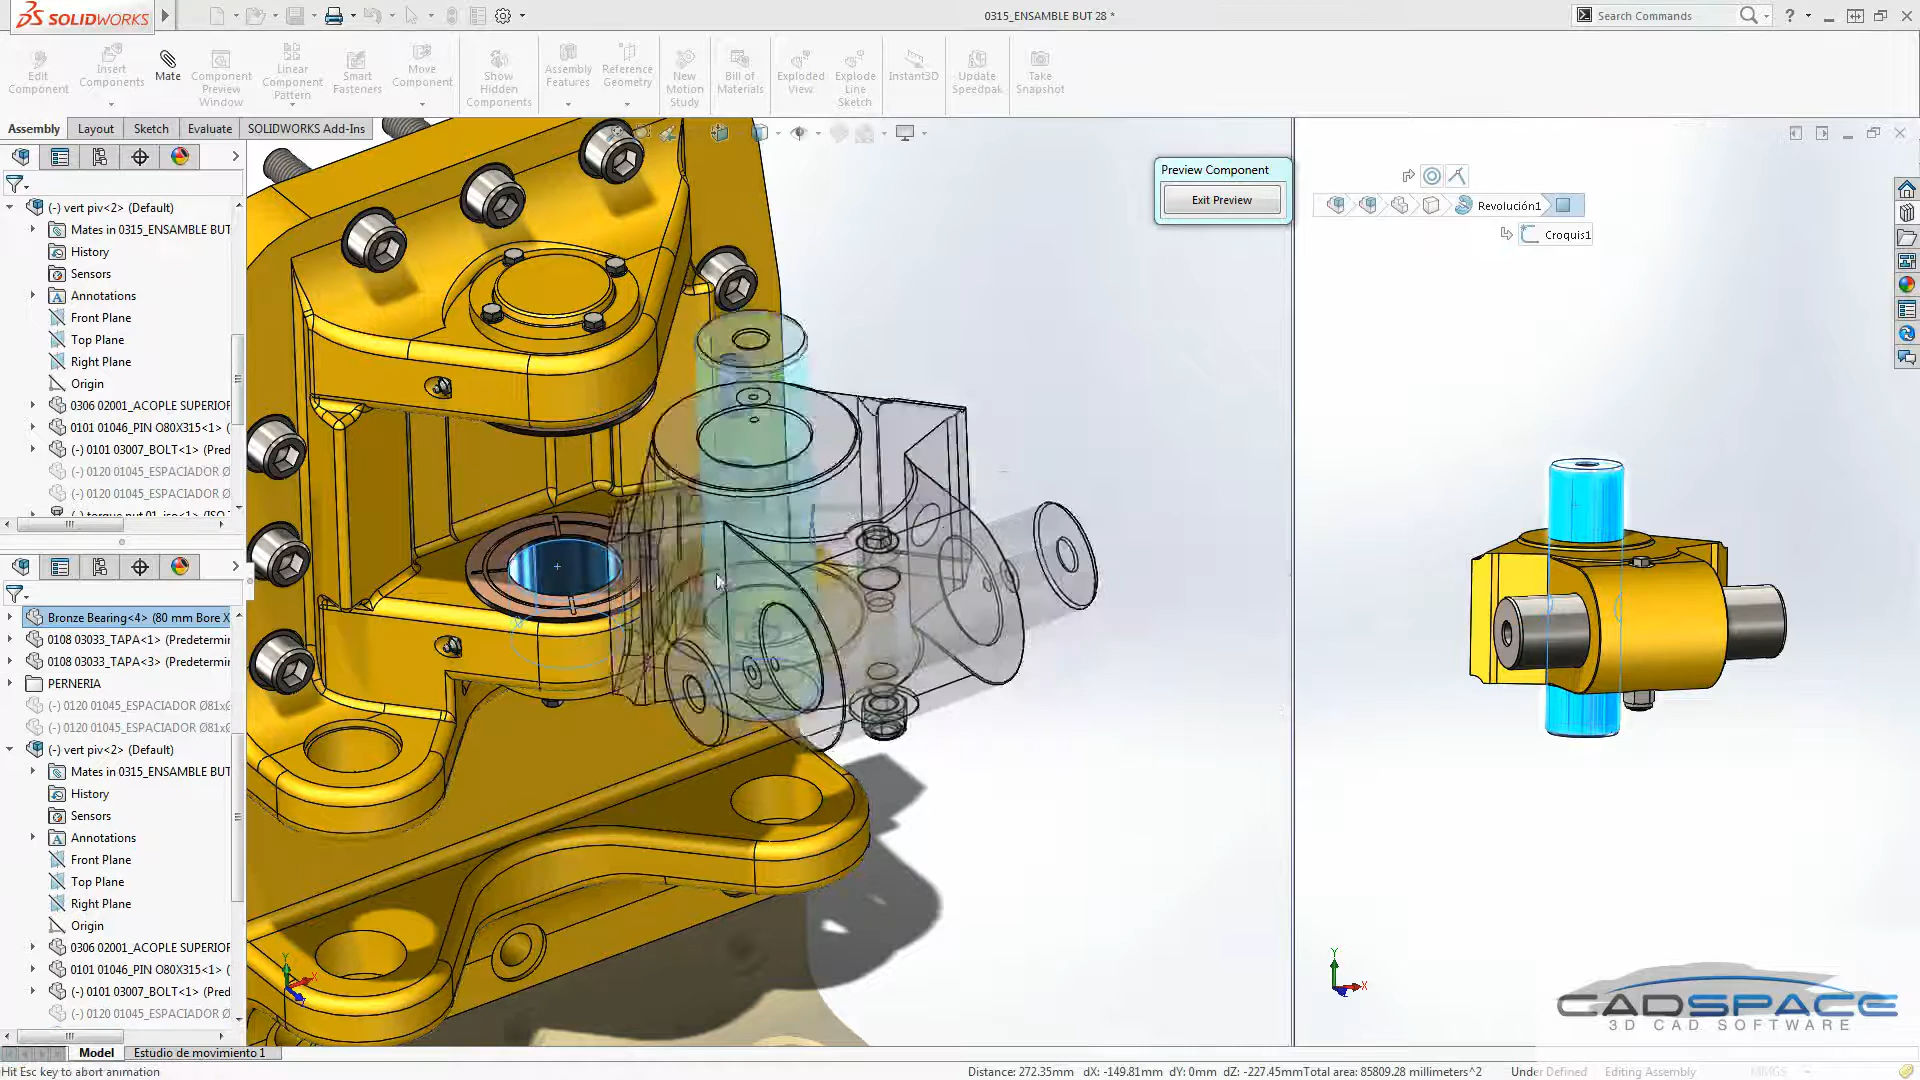 SOLIDWORKS
0315_ENSAMBLE BUT 28 *
Search Commands
Edit Component
Insert Components
Mate
Component Preview Window
Linear Component Pattern
Smart Fasteners
Move Component
Show Hidden Components
Assembly Features
Reference Geometry
New Motion Study
Bill of Materials
Exploded View
Explode Line Sketch
Instant3D
Update Speedpak
Take Snapshot
Assembly
Layout
Sketch
Evaluate
SOLIDWORKS Add-Ins
(-) vert piv<2> (Default)
Mates in 0315_ENSAMBLE BUT
History
Sensors
Annotations
Front Plane
Top Plane
Right Plane
Origin
0306 02001_ACOPLE SUPERIOR
0101 01046_PIN O80X315<1> (
(-) 0101 03007_BOLT<1> (Pred
(-) 0120 01045_ESPACIADOR Ø
(-) 0120 01045_ESPACIADOR Ø
Bronze Bearing<4> (80 mm Bore X
0108 03033_TAPA<1> (Predetermir
0108 03033_TAPA<3> (Predetermir
PERNERIA
(-) 0120 01045_ESPACIADOR Ø81x
(-) 0120 01045_ESPACIADOR Ø81x
(-) vert piv<2> (Default)
Mates in 0315_ENSAMBLE BUT
History
Sensors
Annotations
Front Plane
Top Plane
Right Plane
Origin
0306 02001_ACOPLE SUPERIOR
0101 01046_PIN O80X315<1> (
(-) 0101 03007_BOLT<1> (Pred
(-) 0120 01045_ESPACIADOR Ø
Preview Component
Exit Preview
Revolución1
Croquis1
Y
X
Y
X
CADSPACE
3D CAD SOFTWARE
Model
Estudio de movimiento 1
Hit Esc key to abort animation
Distance: 272.35mm dX: -149.81mm dY: 0mm dZ: -227.45mmTotal area: 85809.28 millimeters^2
Under Defined
Editing Assembly
MMGS